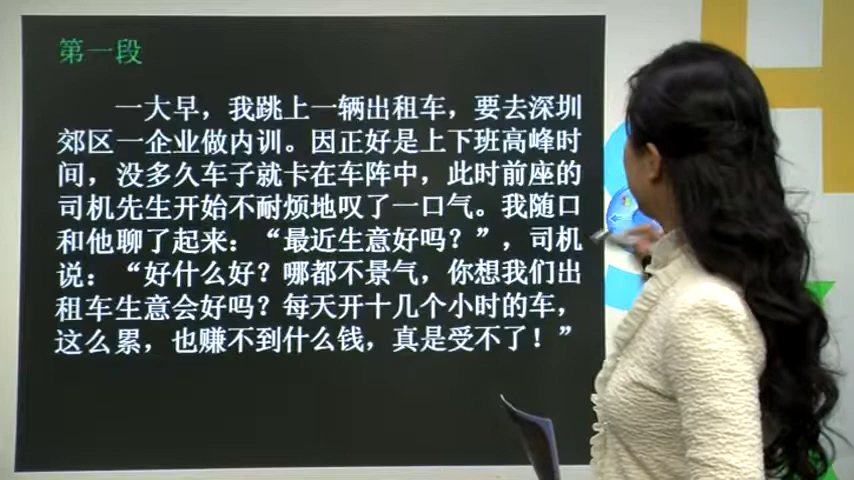 第一段
一大早，我跳上一辆出租车，要去深圳
郊区一企业做内训。因正好是上下班高峰时
间，没多久车子就卡在车阵中，此时前座的
司机先生开始不耐烦地叹了一口气。我随口
和他聊了起来：“最近生意好吗？”，司机
说：“好什么好？哪都不景气，你想我们出
租车生意会好吗？每天开十几个小时的车，
这么累，也赚不到什么钱，真是受不了！”